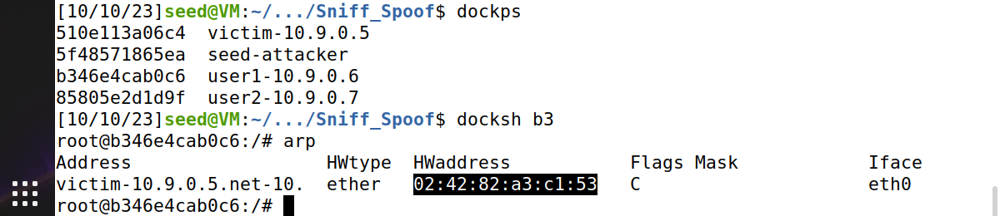 [10/10/23]seed@VM:~/.../Sniff_Spoof$ dockps
510e113a06c4  victim-10.9.0.5
5f48571865ea  seed-attacker
b346e4cab0c6  user1-10.9.0.6
85805e2d1d9f  user2-10.9.0.7
[10/10/23]seed@VM:~/.../Sniff_Spoof$ docksh b3
root@b346e4cab0c6:/# arp
Address                  HWtype  HWaddress           Flags Mask            Iface
victim-10.9.0.5.net-10.  ether   02:42:82:a3:c1:53   C                     eth0
root@b346e4cab0c6:/#